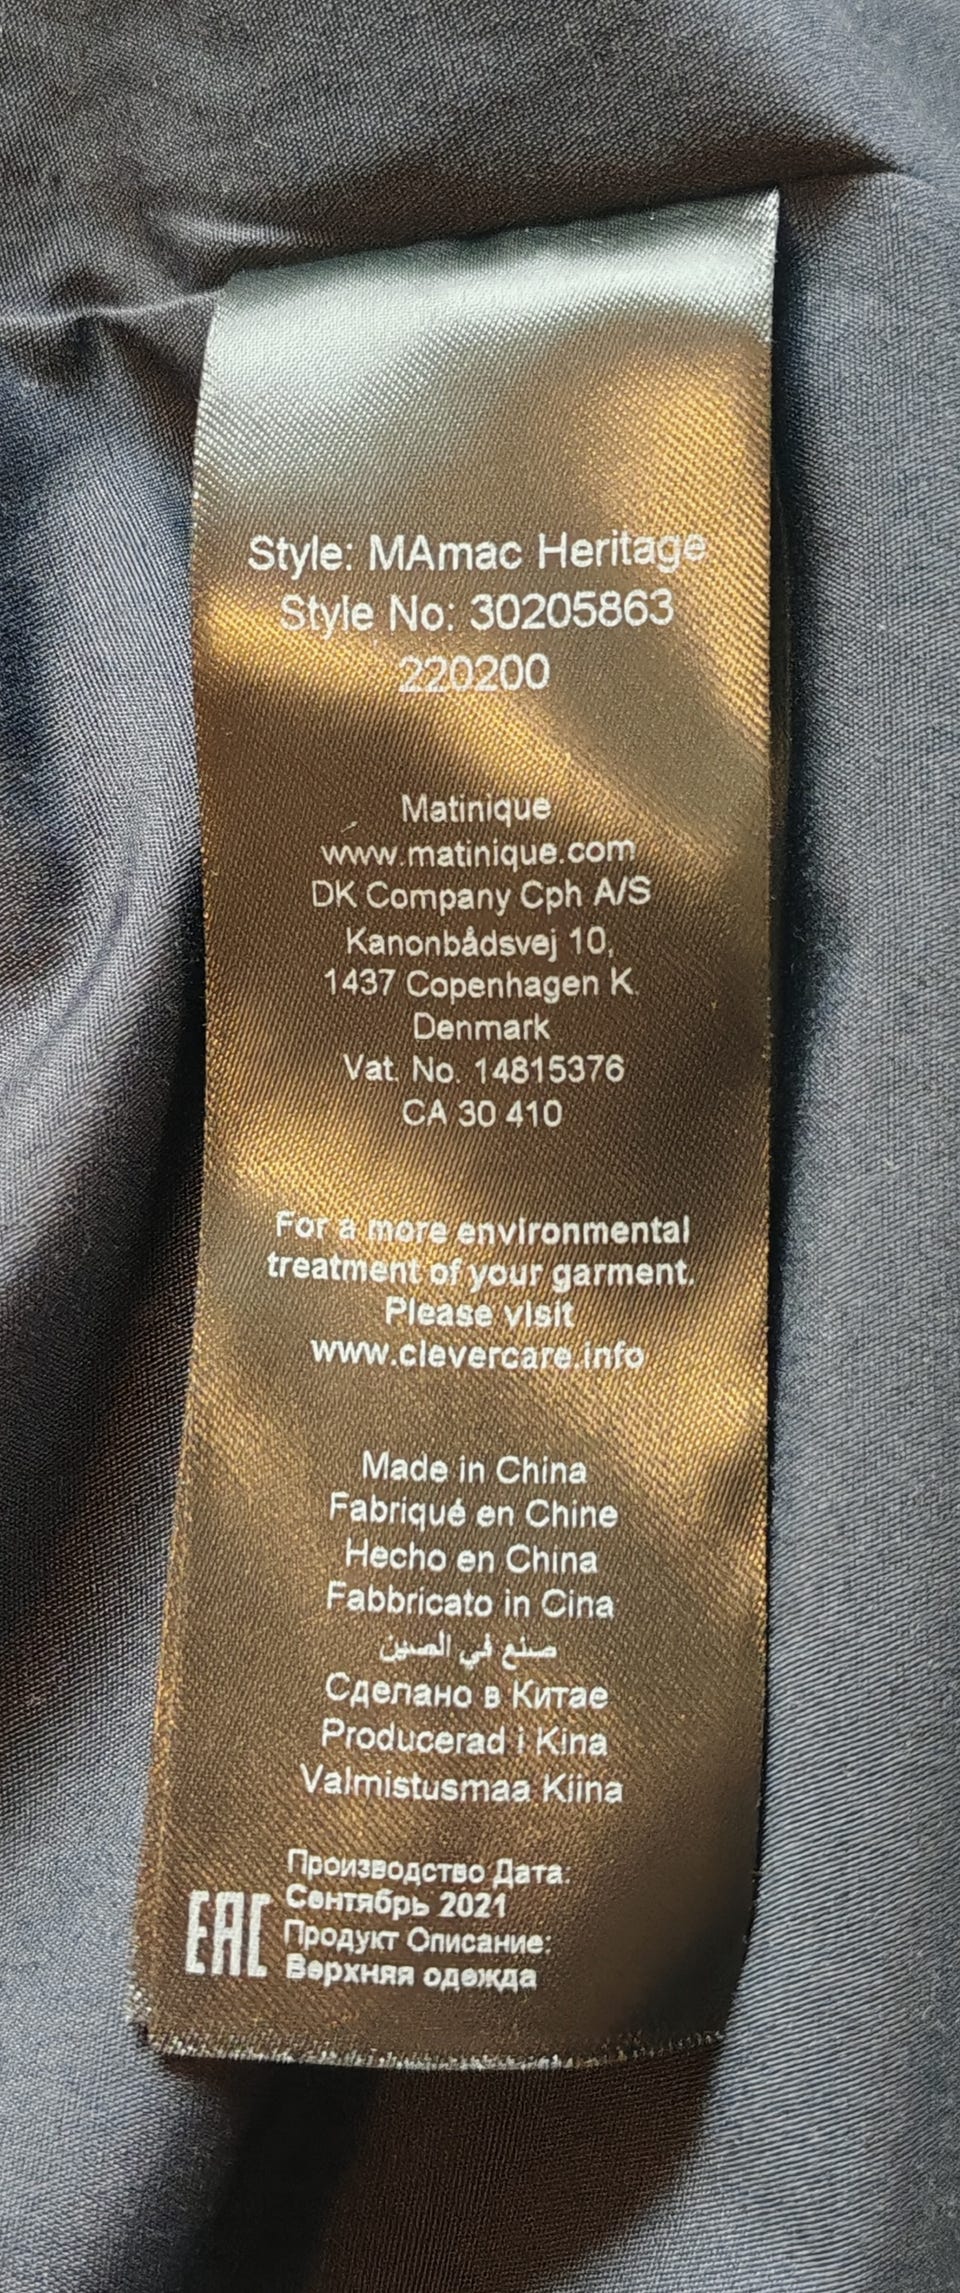 Style: MAmac Heritage
Style No: 30205863
220200
Matinique
www.matinique.com
DK Company Cph A/S
Kanonbådsvej 10,
1437 Copenhagen K
Denmark
Vat. No. 14815376
CA 30 410
For a more environmental
treatment of your garment.
Please visit
www.clevercare.info
Made in China
Fabriqué en Chine
Hecho en China
Fabbricato in Cina
صنع في الصين
Сделано в Китае
Producerad i Kina
Valmistusmaa Kiina
Производство Дата:
Сентябрь 2021
EAC
Продукт Описание:
Верхняя одежда